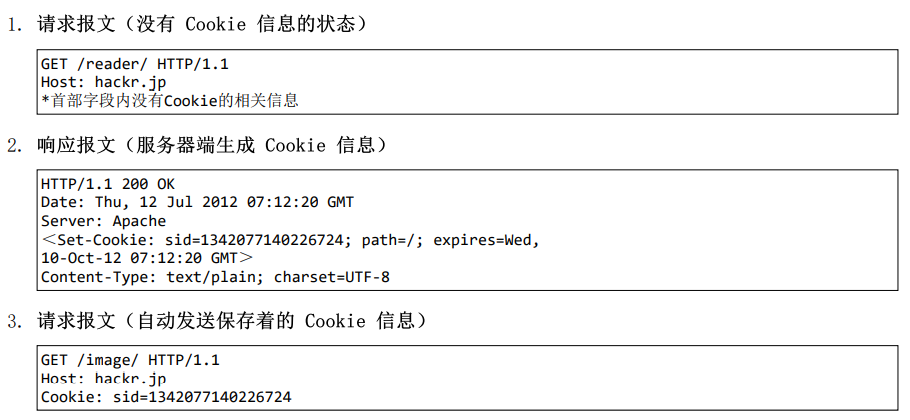 1. 请求报文（没有 Cookie 信息的状态）
GET /reader/ HTTP/1.1
Host: hackr.jp
*首部字段内没有Cookie的相关信息
2. 响应报文（服务器端生成 Cookie 信息）
HTTP/1.1 200 OK
Date: Thu, 12 Jul 2012 07:12:20 GMT
Server: Apache
＜Set-Cookie: sid=1342077140226724; path=/; expires=Wed,
10-Oct-12 07:12:20 GMT＞
Content-Type: text/plain; charset=UTF-8
3. 请求报文（自动发送保存着的 Cookie 信息）
GET /image/ HTTP/1.1
Host: hackr.jp
Cookie: sid=1342077140226724